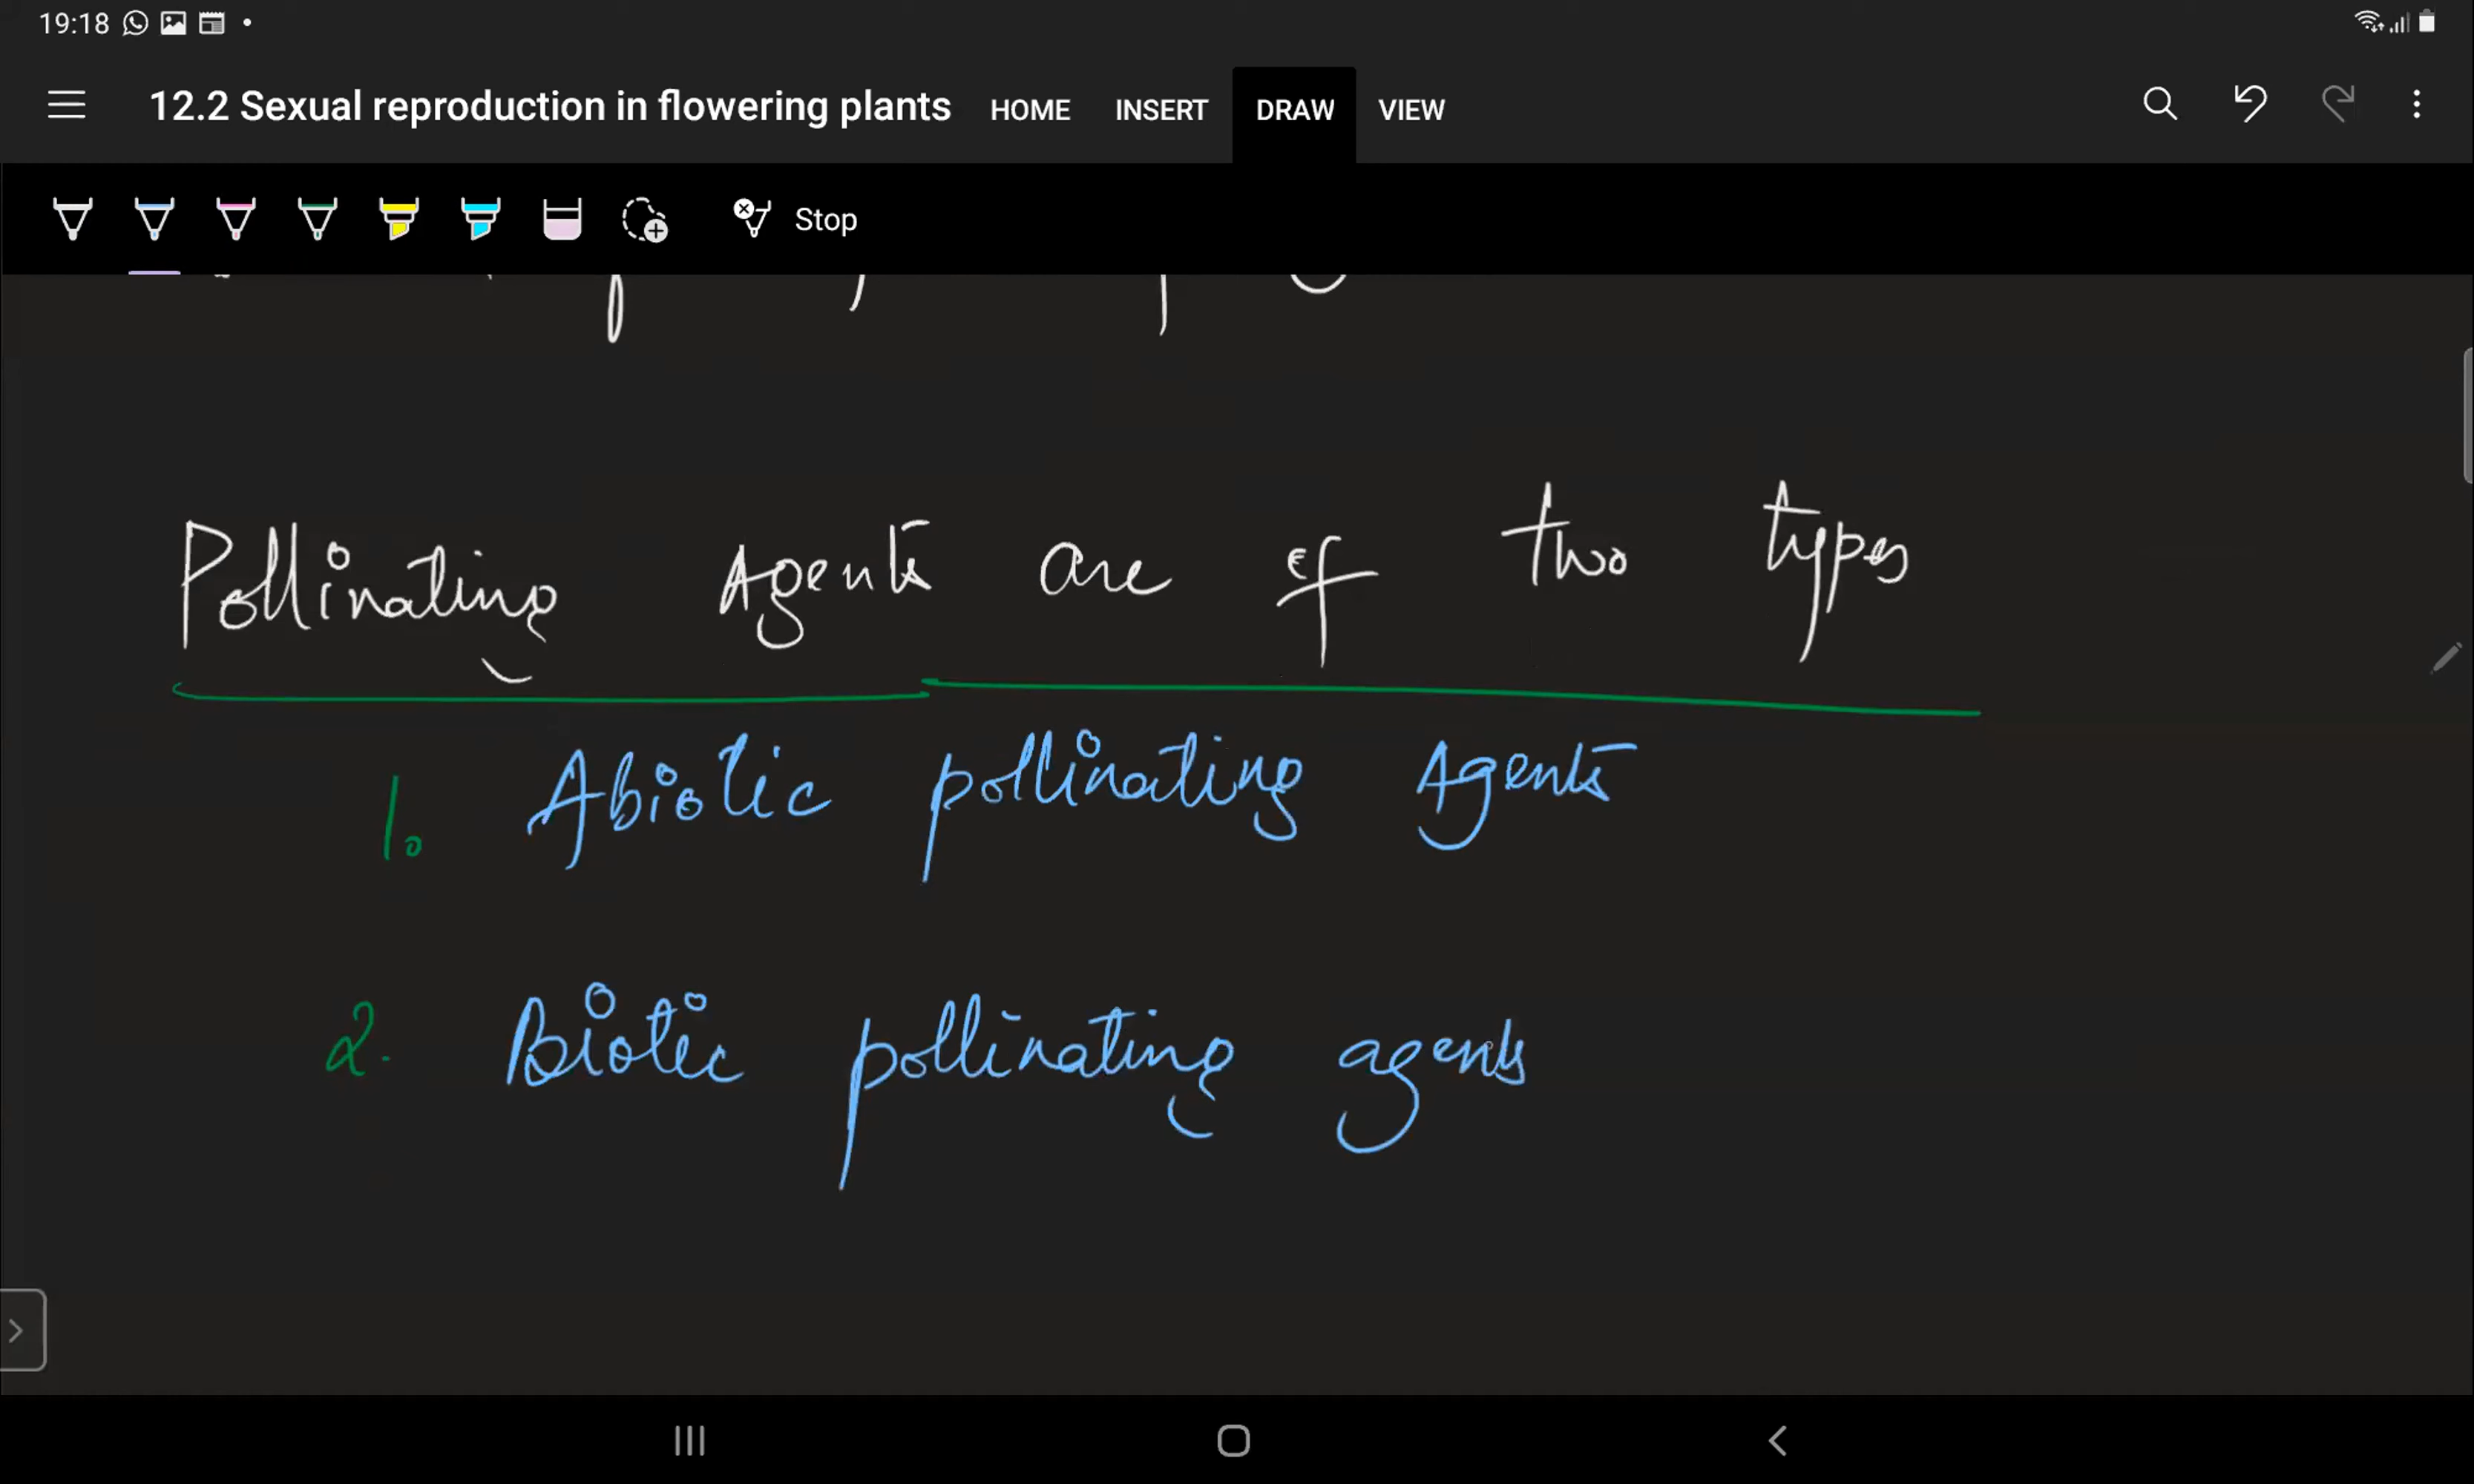 19:18
12.2 Sexual reproduction in flowering plants HOME INSERT DRAW VIEW
Stop
Pollinating Agents are of two types
1. Abiotic pollinating Agents
2. Biotic pollinating agents